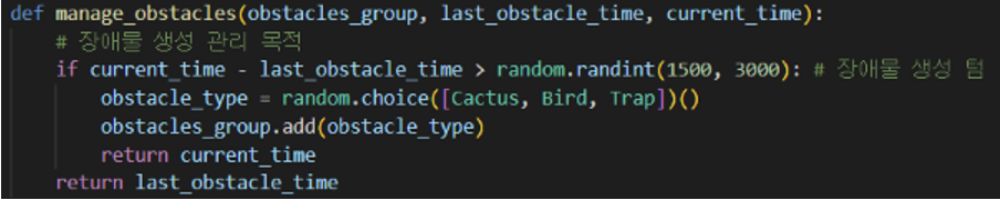 def manage_obstacles(obstacles_group, last_obstacle_time, current_time):
    # 장애물 생성 관리 목적
    if current_time - last_obstacle_time > random.randint(1500, 3000): # 장애물 생성 텀
        obstacle_type = random.choice([Cactus, Bird, Trap])()
        obstacles_group.add(obstacle_type)
        return current_time
    return last_obstacle_time